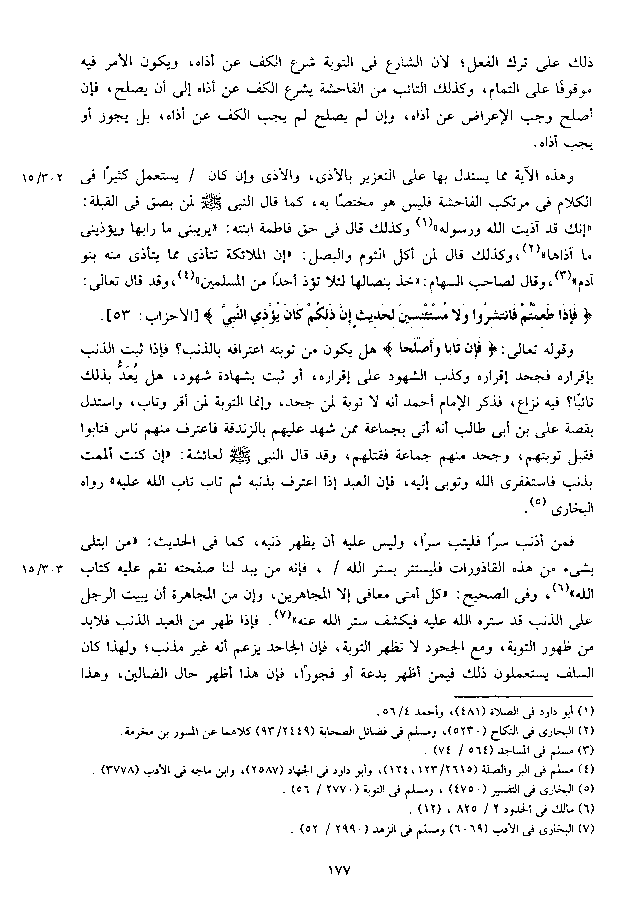 ذلك على ترك الفعل؛ لأن الشارع فى التوبة شرع الكف عن أذاه، ويكون الأمر فيه
موقوفًا على التمام، وكذلك التائب من الفاحشة يشرع الكف عن أذاه إلى أن يصلح، فإن
أصلح وجب الإعراض عن أذاه، وإن لم يصلح لم يجب الكف عن أذاه، بل يجوز أو
يجب أذاه.
وهذه الآية مما يستدل بها على التعزير بالأذى، والأذى وإن كان / يستعمل كثيرًا فى ١٥/٣٠٢
الكلام فى مرتكب الفاحشة فليس هو مختصًا به، كما قال النبى ﷺ لمن بصق فى القبلة:
«إنك قد آذيت الله ورسوله»(١) وكذلك قال فى حق فاطمة ابنته: «يريبنى ما رابها ويؤذينى
ما آذاها»(٢)، وكذلك قال لمن أكل الثوم والبصل: «إن الملائكة تتأذى مما يتأذى منه بنو
آدم»(٣)، وقال لصاحب السهام: «خذ بنصالها لئلا تؤذ أحدًا من المسلمين»(٤)، وقد قال تعالى:
﴿ فَإِذَا طَعِمْتُمْ فَانتَشِرُوا وَلا مُسْتَئْنِسِينَ لِحَدِيثٍ إِنَّ ذَلِكُمْ كَانَ يُؤْذِي النَّبِيَّ ﴾ [الأحزاب: ٥٣].
وقوله تعالى: ﴿ فَإِن تَابَا وَأَصْلَحَا ﴾ هل يكون من توبته اعترافه بالذنب؟ فإذا ثبت الذنب
بإقراره فجحد إقراره وكذب الشهود على إقراره، أو ثبت بشهادة شهود، هل يُعَدُّ بذلك
تائبًا؟ فيه نزاع، فذكر الإمام أحمد أنه لا توبة لمن جحد، وإنما التوبة لمن أقر وتاب، واستدل
بقصة على بن أبى طالب أنه أتى بجماعة ممن شهد عليهم بالزندقة فاعترف منهم ناس فتابوا
فقبل توبتهم، وجحد منهم جماعة فقتلهم، وقد قال النبى ﷺ لعائشة: «إن كنت ألممت
بذنب فاستغفرى الله وتوبى إليه، فإن العبد إذا اعترف بذنبه ثم تاب تاب الله عليه» رواه
البخارى (٥).
فمن أذنب سرًا فليتب سرًا، وليس عليه أن يظهر ذنبه، كما فى الحديث: «من ابتلى
بشىء من هذه القاذورات فليستتر بستر الله / ، فإنه من يبد لنا صفحته نقم عليه كتاب ١٥/٣٠٣
الله»(٦)، وفى الصحيح: «كل أمتى معافى إلا المجاهرين، وإن من المجاهرة أن يبيت الرجل
على الذنب قد ستره الله عليه فيكشف ستر الله عنه»(٧). فإذا ظهر من العبد الذنب فلابد
من ظهور التوبة، ومع الجحود لا تظهر التوبة، فإن الجاحد يزعم أنه غير مذنب؛ ولهذا كان
السلف يستعملون ذلك فيمن أظهر بدعة أو فجورًا، فإن هذا أظهر حال الضالين، وهذا
(١) أبو داود فى الصلاة (٤٨١)، وأحمد ٥٦/٤.
(٢) البخارى فى النكاح (٥٢٣٠)، ومسلم فى فضائل الصحابة (٩٣/٢٤٤٩) كلاهما عن المسور بن مخرمة.
(٣) مسلم فى المساجد (٥٦٤ / ٧٤) .
(٤) مسلم فى البر والصلة (١٢٤،١٢٣/٢٦١٥)، وأبو داود فى الجهاد (٢٥٨٧)، وابن ماجه فى الأدب (٣٧٧٨) .
(٥) البخارى فى التفسير (٤٧٥٠) ، ومسلم فى التوبة (٢٧٧٠ / ٥٦) .
(٦) مالك فى الحدود ٢ / ٨٢٥ ، (١٢) .
(٧) البخارى فى الأدب (٦٠٦٩) ومسلم فى الزهد (٢٩٩٠ / ٥٢) .
١٧٧